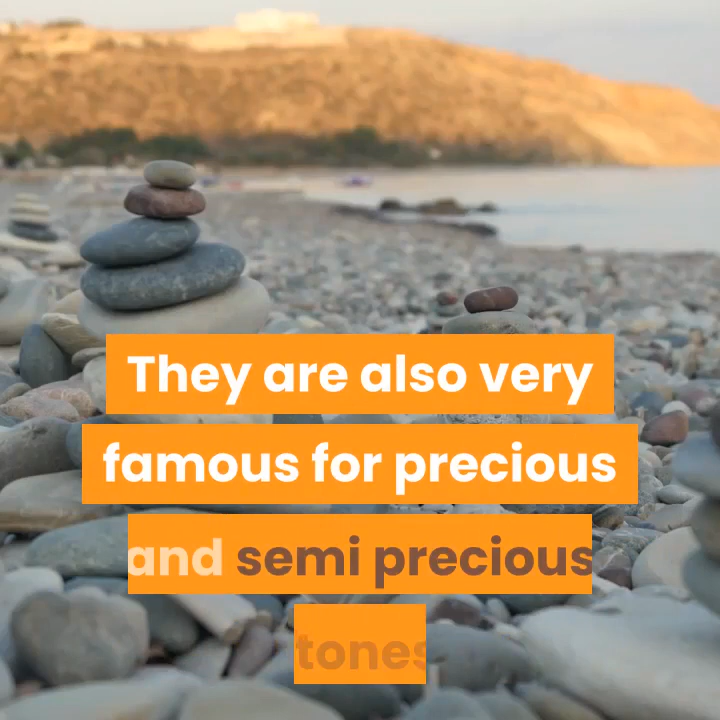 They are also very
famous for precious
and semi precious
tones